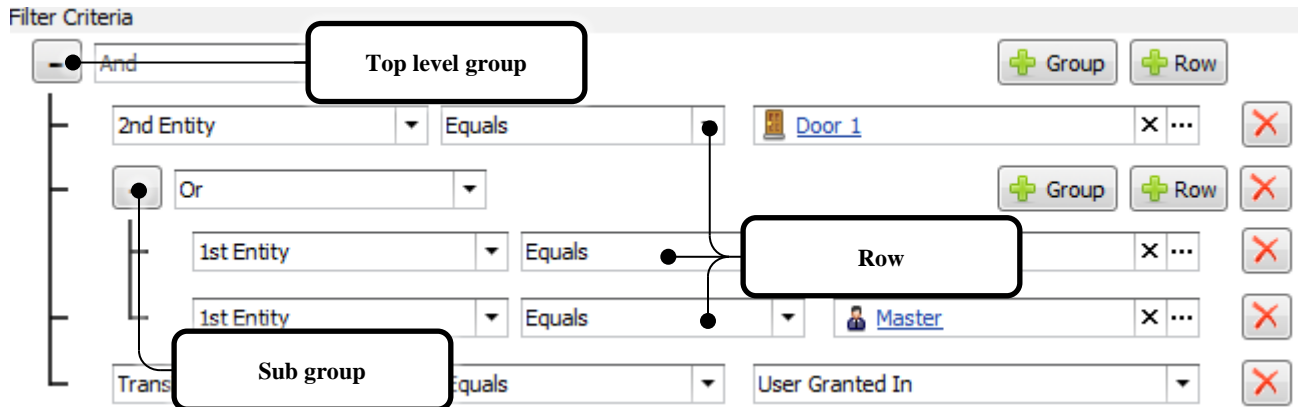 Filter Criteria
And Top level group Group Row
2nd Entity Equals Door 1
Or Group Row
1st Entity Equals Row
1st Entity Equals Master
Sub group
Trans Equals User Granted In